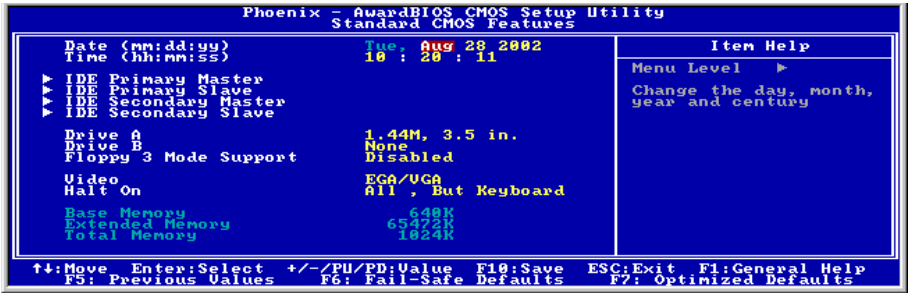 Phoenix - AwardBIOS CMOS Setup Utility
Standard CMOS Features
Date (mm:dd:yy) Tue, Aug 28 2002
Time (hh:mm:ss) 10 : 20 : 11
► IDE Primary Master
► IDE Primary Slave
► IDE Secondary Master
► IDE Secondary Slave
Drive A 1.44M, 3.5 in.
Drive B None
Floppy 3 Mode Support Disabled
Video EGA/VGA
Halt On All , But Keyboard
Base Memory 640K
Extended Memory 65472K
Total Memory 1024K
Item Help
Menu Level ►
Change the day, month,
year and century
↑↓:Move Enter:Select +/-/PU/PD:Value F10:Save ESC:Exit F1:General Help
F5: Previous Values F6: Fail-Safe Defaults F7: Optimized Defaults